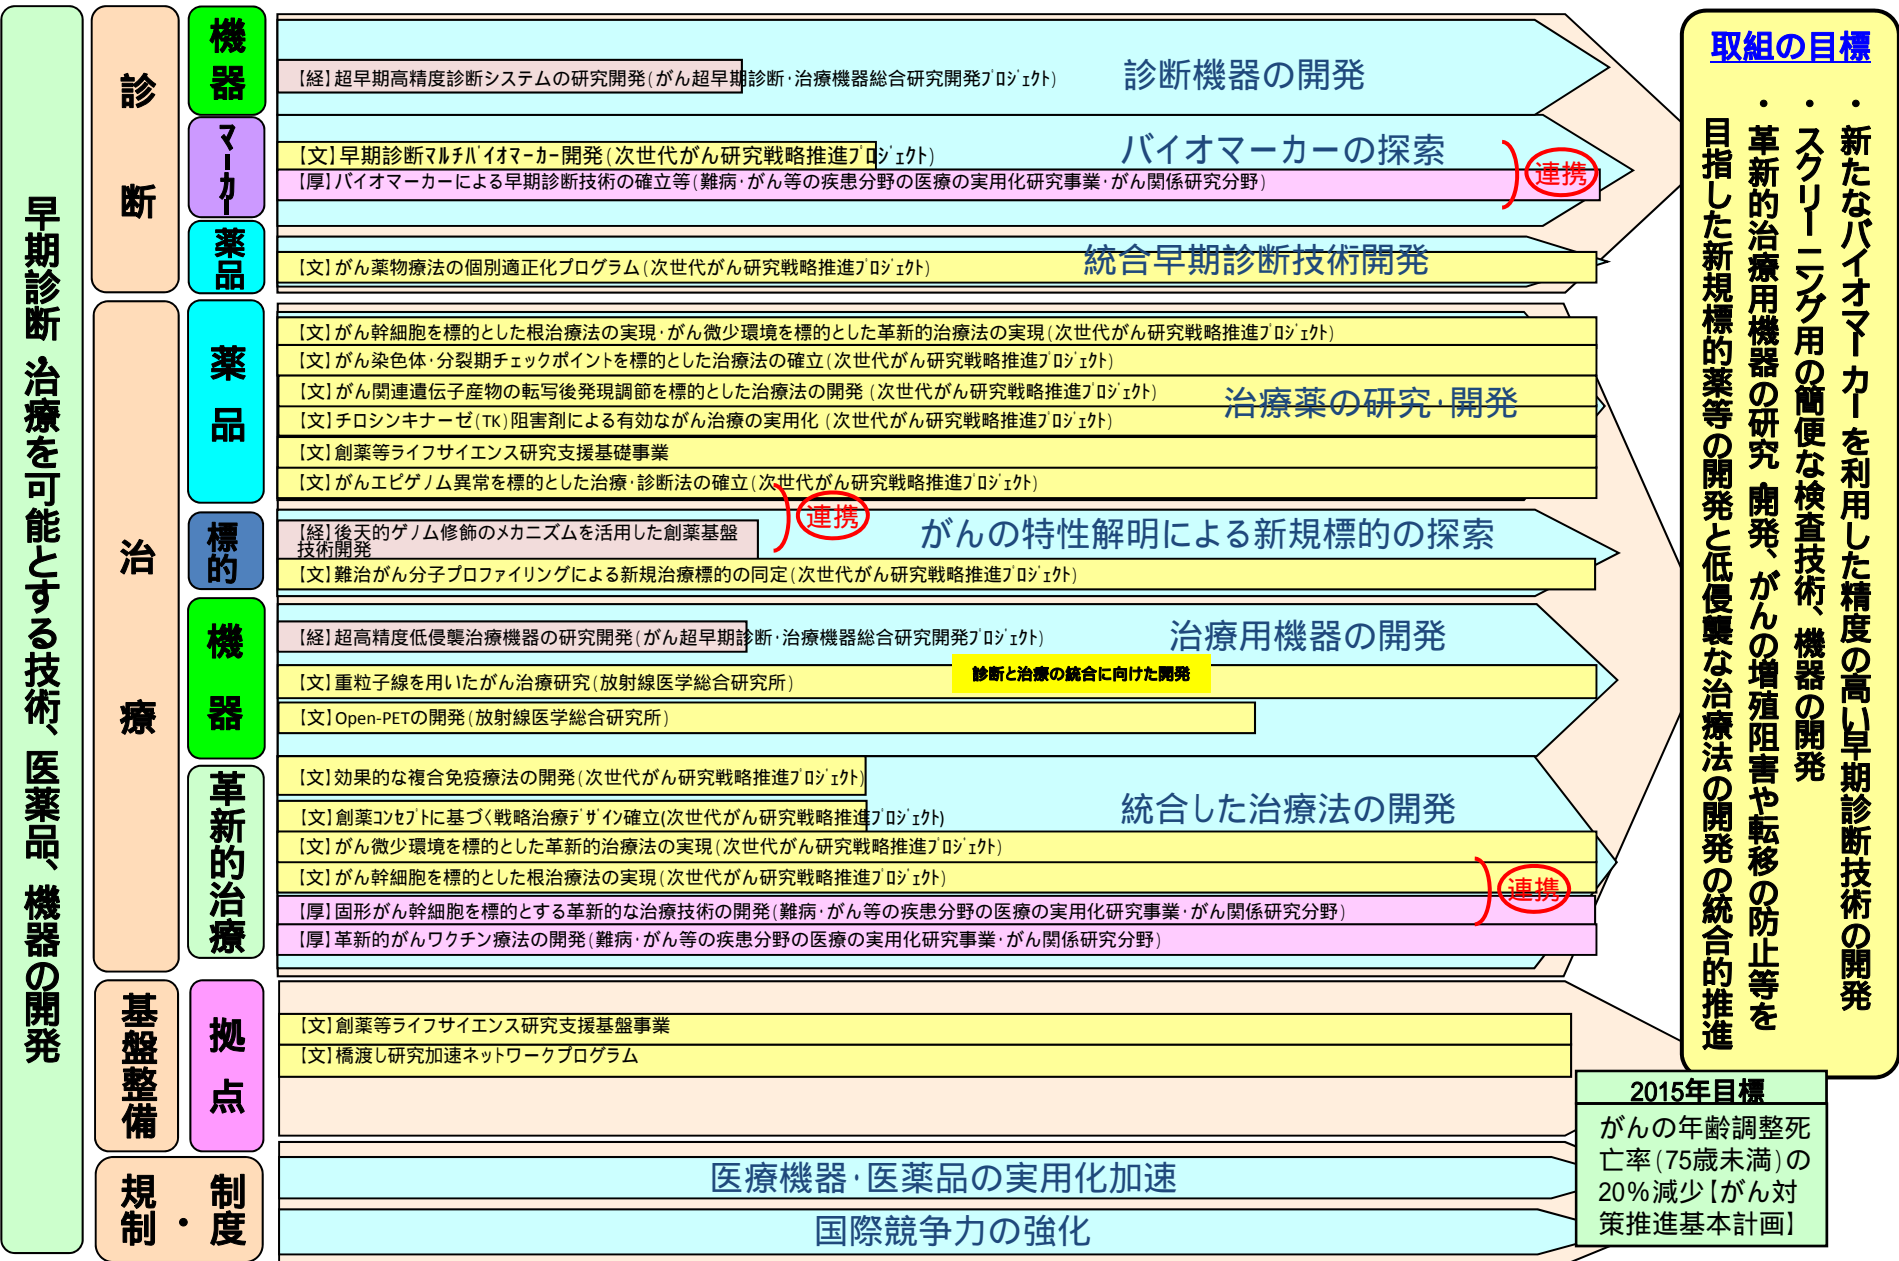 早期診断・治療を可能とする技術、医薬品、機器の開発
診断
機器
【経】超早期高精度診断システムの研究開発(がん超早期診断・治療機器総合研究開発ﾌﾟﾛｼﾞｪｸﾄ)
診断機器の開発
マーカー
【文】早期診断ﾏﾙﾁﾊﾞｲｵﾏｰｶｰ開発(次世代がん研究戦略推進ﾌﾟﾛｼﾞｪｸﾄ)
バイオマーカーの探索
【厚】バイオマーカーによる早期診断技術の確立等(難病・がん等の疾患分野の医療の実用化研究事業・がん関係研究分野)
連携
薬品
【文】がん薬物療法の個別適正化プログラム(次世代がん研究戦略推進ﾌﾟﾛｼﾞｪｸﾄ)
統合早期診断技術開発
治療
薬品
【文】がん幹細胞を標的とした根治療法の実現・がん微少環境を標的とした革新的治療法の実現(次世代がん研究戦略推進ﾌﾟﾛｼﾞｪｸﾄ)
【文】がん染色体・分裂期チェックポイントを標的とした治療法の確立(次世代がん研究戦略推進ﾌﾟﾛｼﾞｪｸﾄ)
【文】がん関連遺伝子産物の転写後発現調節を標的とした治療法の開発(次世代がん研究戦略推進ﾌﾟﾛｼﾞｪｸﾄ)
治療薬の研究・開発
【文】チロシンキナーゼ(TK)阻害剤による有効ながん治療の実用化(次世代がん研究戦略推進ﾌﾟﾛｼﾞｪｸﾄ)
【文】創薬等ライフサイエンス研究支援基礎事業
【文】がんエピゲノム異常を標的とした治療・診断法の確立(次世代がん研究戦略推進ﾌﾟﾛｼﾞｪｸﾄ)
連携
標的
【経】後天的ゲノム修飾のメカニズムを活用した創薬基盤
技術開発
がんの特性解明による新規標的の探索
【文】難治がん分子プロファイリングによる新規治療標的の同定(次世代がん研究戦略推進ﾌﾟﾛｼﾞｪｸﾄ)
機器
【経】超高精度低侵襲治療機器の研究開発(がん超早期診断・治療機器総合研究開発ﾌﾟﾛｼﾞｪｸﾄ)
治療用機器の開発
診断と治療の統合に向けた開発
【文】重粒子線を用いたがん治療研究(放射線医学総合研究所)
【文】Open-PETの開発(放射線医学総合研究所)
革新的治療
【文】効果的な複合免疫療法の開発(次世代がん研究戦略推進ﾌﾟﾛｼﾞｪｸﾄ)
【文】創薬ｺﾝｾﾌﾟﾄに基づく戦略治療ﾃﾞｻﾞｲﾝ確立(次世代がん研究戦略推進ﾌﾟﾛｼﾞｪｸﾄ)
統合した治療法の開発
【文】がん微少環境を標的とした革新的治療法の実現(次世代がん研究戦略推進ﾌﾟﾛｼﾞｪｸﾄ)
【文】がん幹細胞を標的とした根治療法の実現(次世代がん研究戦略推進ﾌﾟﾛｼﾞｪｸﾄ)
連携
【厚】固形がん幹細胞を標的とする革新的な治療技術の開発(難病・がん等の疾患分野の医療の実用化研究事業・がん関係研究分野)
【厚】革新的がんワクチン療法の開発(難病・がん等の疾患分野の医療の実用化研究事業・がん関係研究分野)
基盤整備
拠点
【文】創薬等ライフサイエンス研究支援基盤事業
【文】橋渡し研究加速ネットワークプログラム
規制・制度
医療機器・医薬品の実用化加速
国際競争力の強化
取組の目標
・新たなバイオマーカーを利用した精度の高い早期診断技術の開発
・スクリーニング用の簡便な検査技術、機器の開発
・革新的治療用機器の研究・開発、がんの増殖阻害や転移の防止等を
目指した新規標的薬等の開発と低侵襲な治療法の開発の統合的推進
2015年目標
がんの年齢調整死
亡率(75歳未満)の
20%減少【がん対
策推進基本計画】